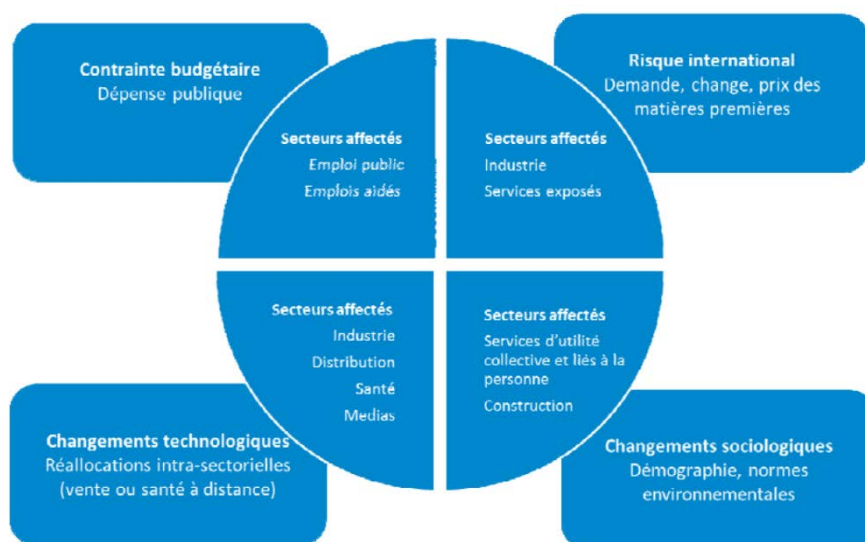 Contrainte budgétaire
Dépense publique
Risque international
Demande, change, prix des
matières premières
Secteurs affectés
Emploi public
Emplois aidés
Secteurs affectés
Industrie
Services exposés
Secteurs affectés
Industrie
Distribution
Santé
Medias
Secteurs affectés
Services d'utilité
collective et liés à la
personne
Construction
Changements technologiques
Réallocations intra-sectorielles
(vente ou santé à distance)
Changements sociologiques
Démographie, normes
environnementales